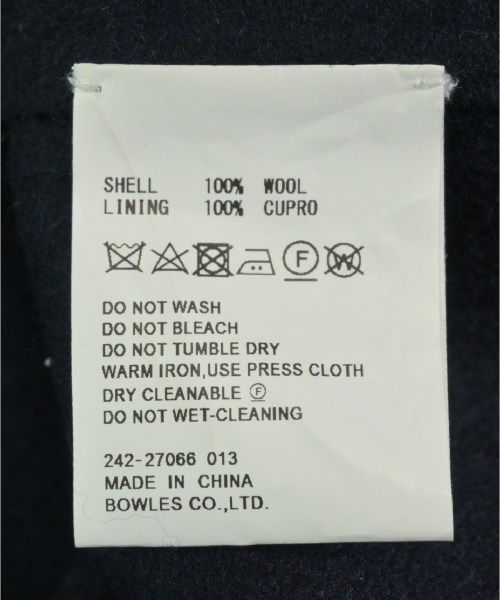 SHELL 100% WOOL
LINING 100% CUPRO
DO NOT WASH
DO NOT BLEACH
DO NOT TUMBLE DRY
WARM IRON,USE PRESS CLOTH
DRY CLEANABLE Ⓕ
DO NOT WET-CLEANING
242-27066 013
MADE IN CHINA
BOWLES CO.,LTD.